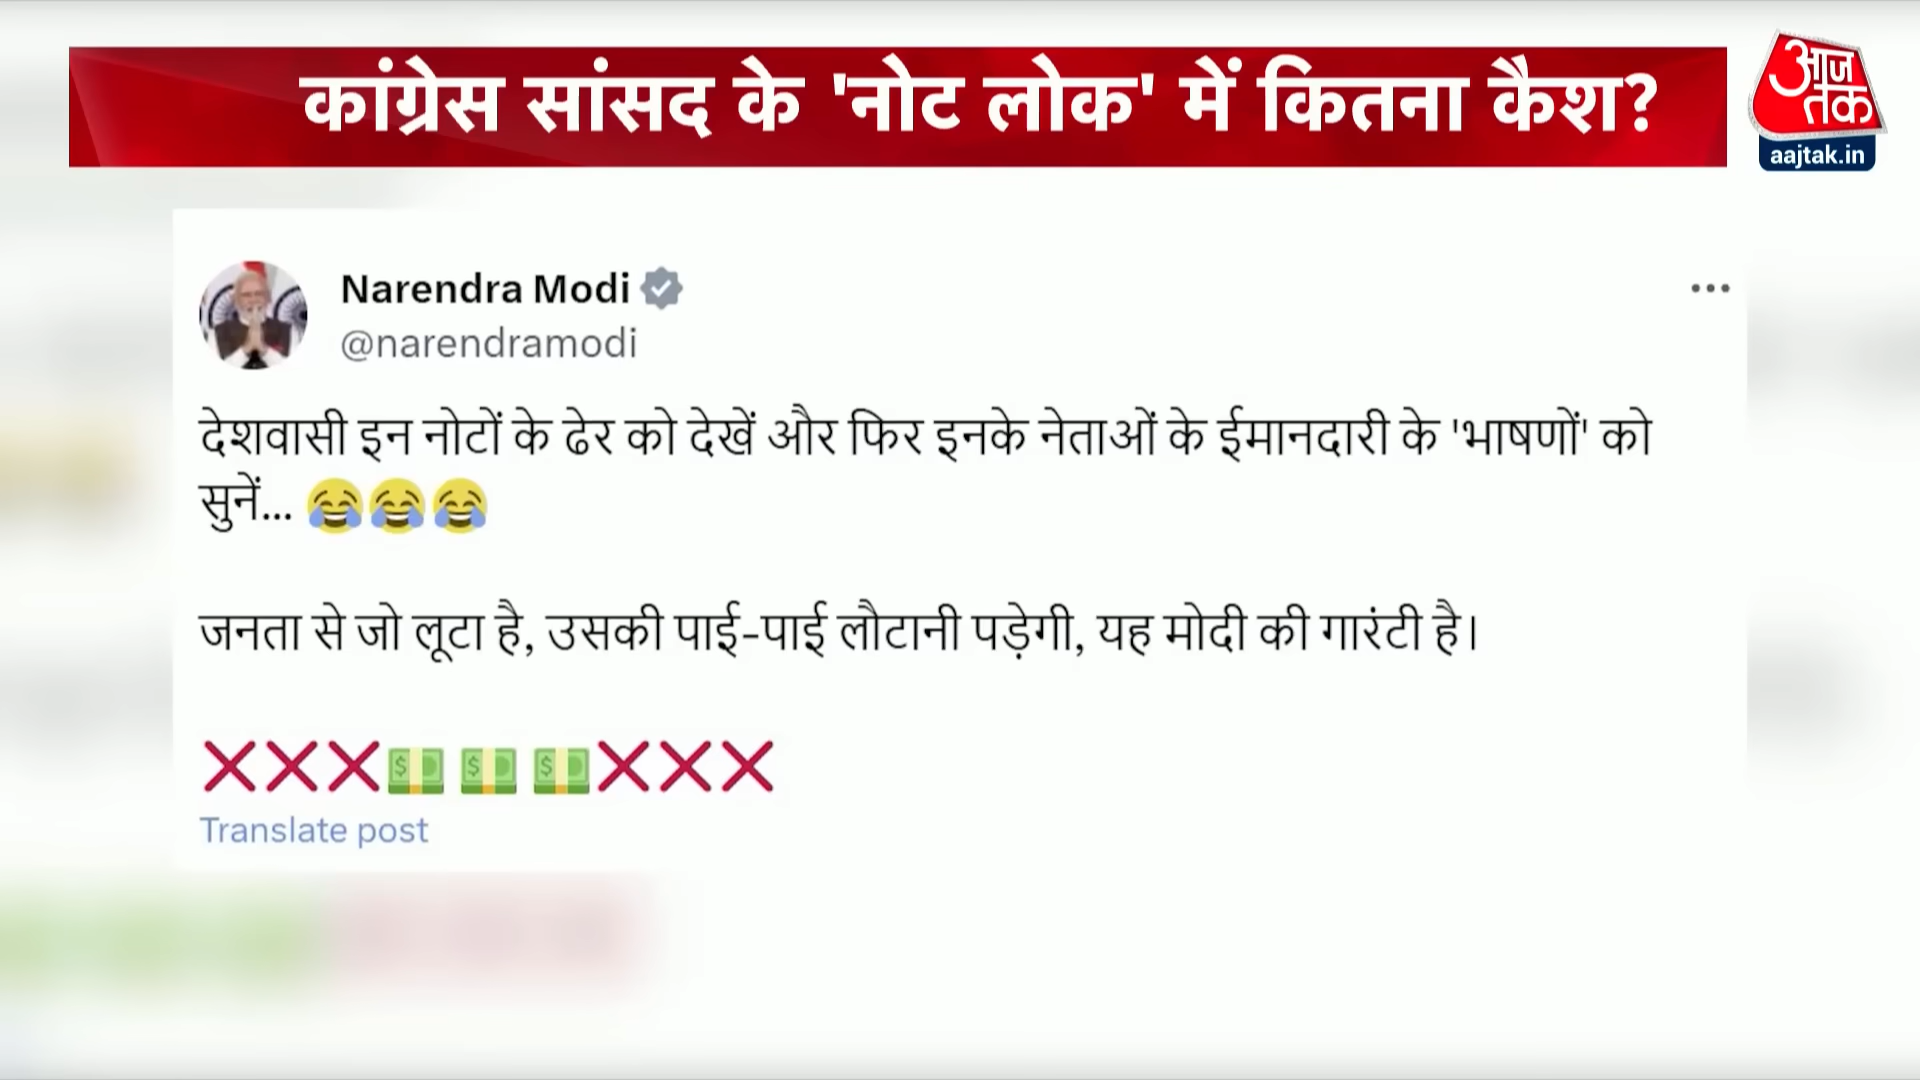 कांग्रेस सांसद के 'नोट लोक' में कितना कैश?
आज तक
aajtak.in
Narendra Modi
@narendramodi
देशवासी इन नोटों के ढेर को देखें और फिर इनके नेताओं के ईमानदारी के 'भाषणों' को
सुनें... 😂😂😂
जनता से जो लूटा है, उसकी पाई-पाई लौटानी पड़ेगी, यह मोदी की गारंटी है।
❌❌❌💵 💵 💵❌❌❌
Translate post